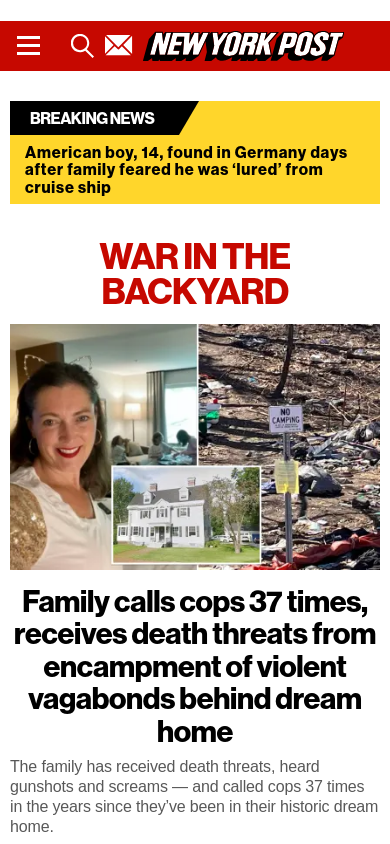 NEW YORK POST
BREAKING NEWS
American boy, 14, found in Germany days
after family feared he was ‘lured’ from
cruise ship
WAR IN THE
BACKYARD
NO
CAMPING
Family calls cops 37 times,
receives death threats from
encampment of violent
vagabonds behind dream
home
The family has received death threats, heard
gunshots and screams — and called cops 37 times
in the years since they’ve been in their historic dream
home.